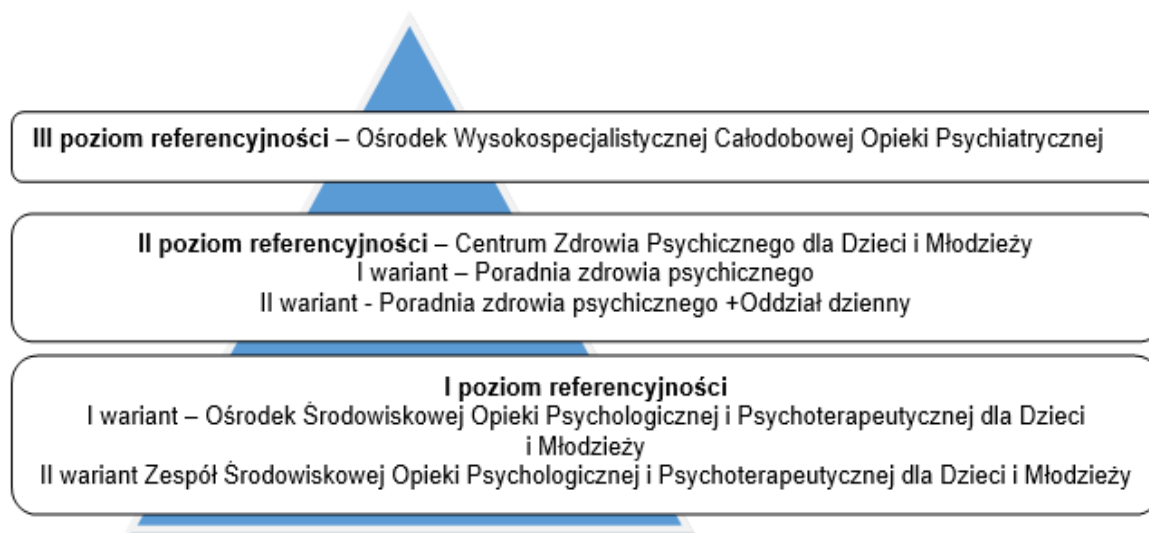 III poziom referencyjności – Ośrodek Wysokospecjalistycznej Całodobowej Opieki Psychiatrycznej
II poziom referencyjności – Centrum Zdrowia Psychicznego dla Dzieci i Młodzieży
I wariant – Poradnia zdrowia psychicznego
II wariant - Poradnia zdrowia psychicznego +Oddział dzienny
I poziom referencyjności
I wariant – Ośrodek Środowiskowej Opieki Psychologicznej i Psychoterapeutycznej dla Dzieci
i Młodzieży
II wariant Zespół Środowiskowej Opieki Psychologicznej i Psychoterapeutycznej dla Dzieci i Młodzieży